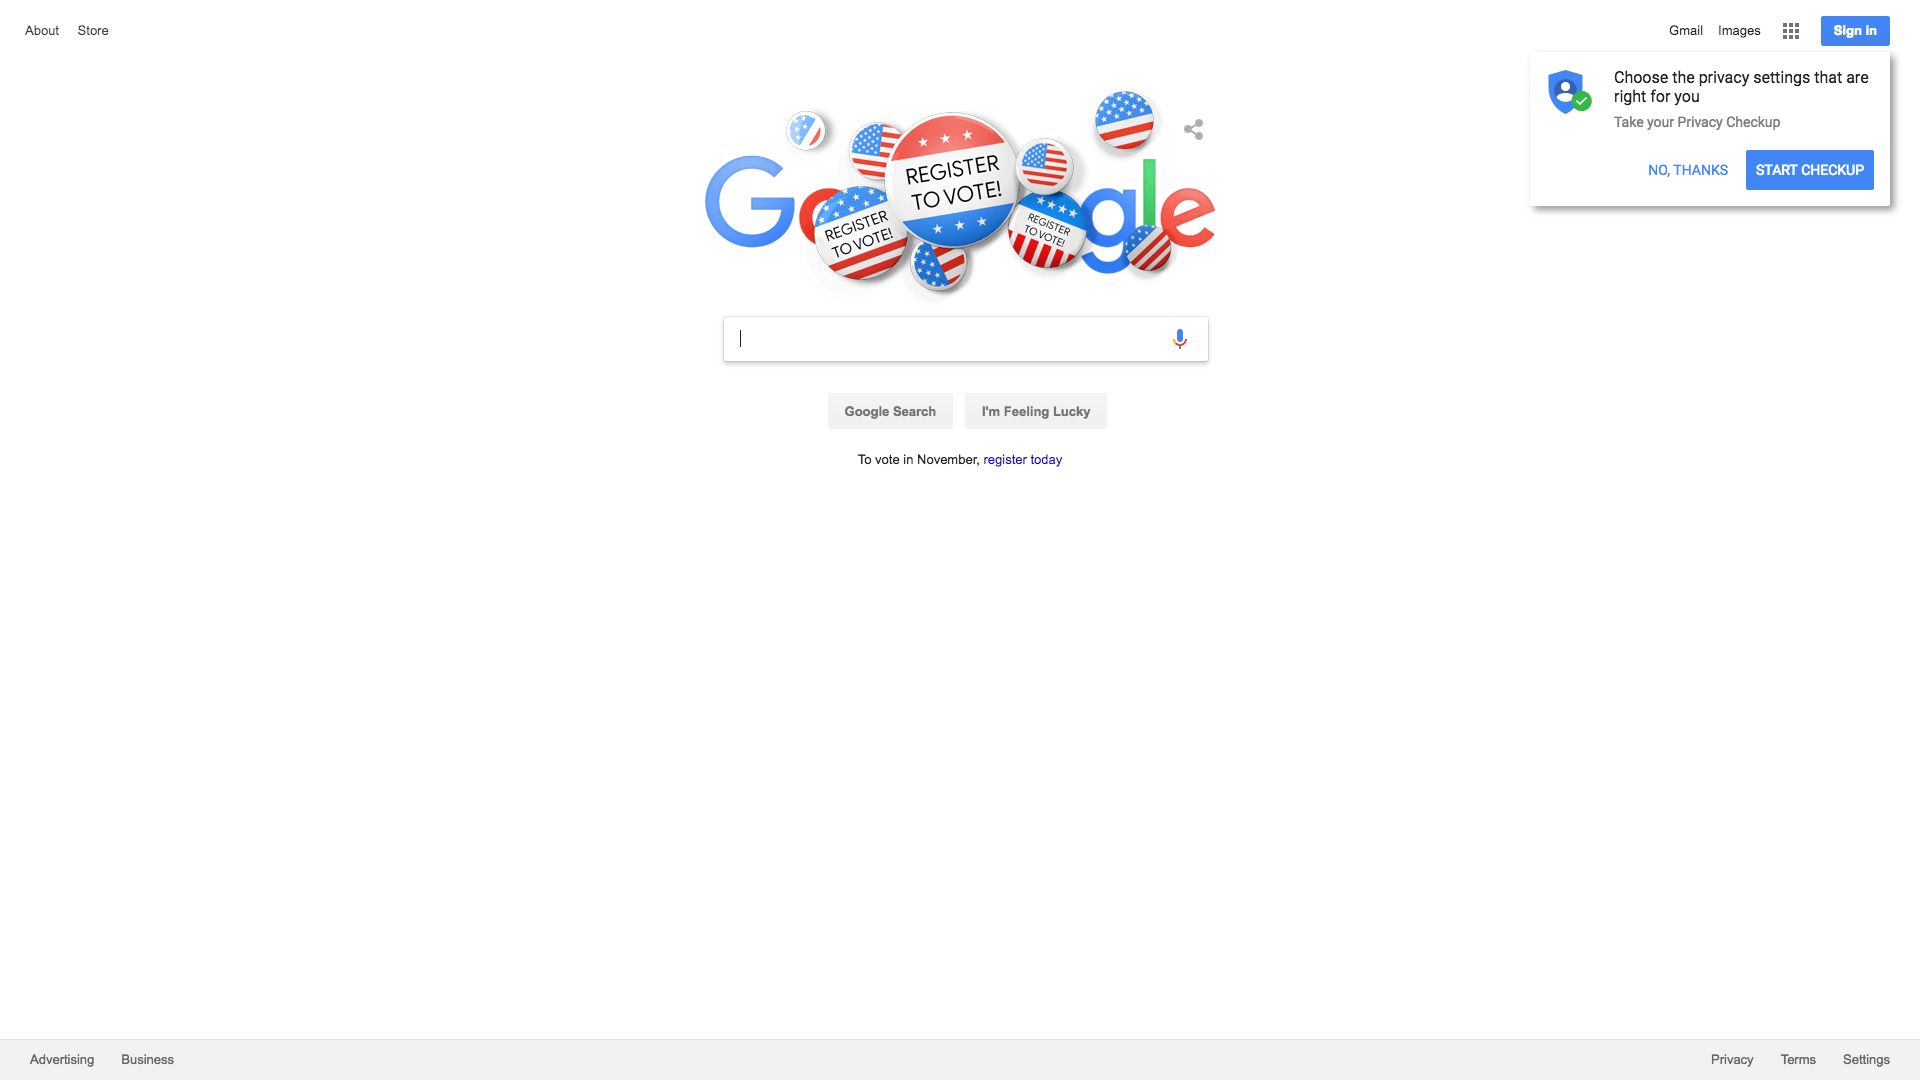 About Store
Gmail Images Sign in
Choose the privacy settings that are
right for you
Take your Privacy Checkup
NO, THANKS START CHECKUP
Google
REGISTER
TO VOTE!
REGISTER
TO VOTE!
REGISTER
TO VOTE!
Google Search I'm Feeling Lucky
To vote in November, register today
Advertising Business
Privacy Terms Settings